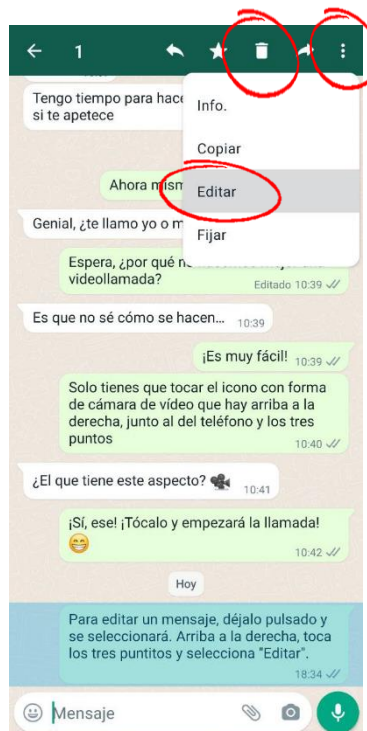 1
Tengo tiempo para hace
si te apetece
Info.
Copiar
Ahora mism
Editar
Genial, ¿te llamo yo o m
Fijar
Espera, ¿por qué n
videollamada?
Editado 10:39
Es que no sé cómo se hacen... 10:39
¡Es muy fácil! 10:39
Solo tienes que tocar el icono con forma
de cámara de vídeo que hay arriba a la
derecha, junto al del teléfono y los tres
puntos
10:40
¿El que tiene este aspecto? 10:41
¡Sí, ese! ¡Tócalo y empezará la llamada!
10:42
Hoy
Para editar un mensaje, déjalo pulsado y
se seleccionará. Arriba a la derecha, toca
los tres puntitos y selecciona "Editar".
18:34
Mensaje